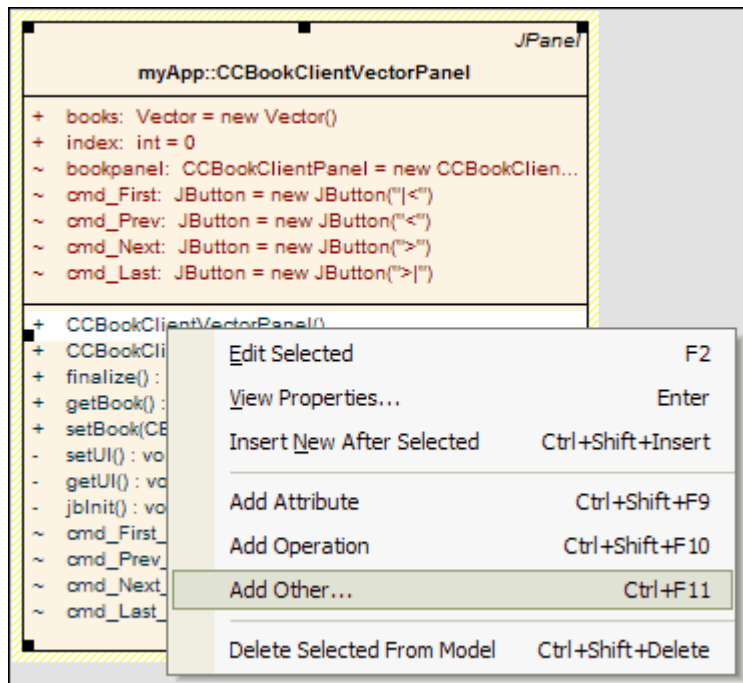 JPanel
myApp::CCBookClientVectorPanel
+ books: Vector = new Vector()
+ index: int = 0
~ bookpanel: CCBookClientPanel = new CCBookClien...
~ cmd_First: JButton = new JButton("|<")
~ cmd_Prev: JButton = new JButton("<")
~ cmd_Next: JButton = new JButton(">")
~ cmd_Last: JButton = new JButton(">|")
+ CCBookClientVectorPanel()
+ CCBookCli
+ finalize() :
+ getBook() :
+ setBook(CB
- setUI() : vo
- getUI() : vo
- jbInit() : vo
~ cmd_First_
~ cmd_Prev_
~ cmd_Next_
~ cmd_Last_
Edit Selected F2
View Properties... Enter
Insert New After Selected Ctrl+Shift+Insert
Add Attribute Ctrl+Shift+F9
Add Operation Ctrl+Shift+F10
Add Other... Ctrl+F11
Delete Selected From Model Ctrl+Shift+Delete